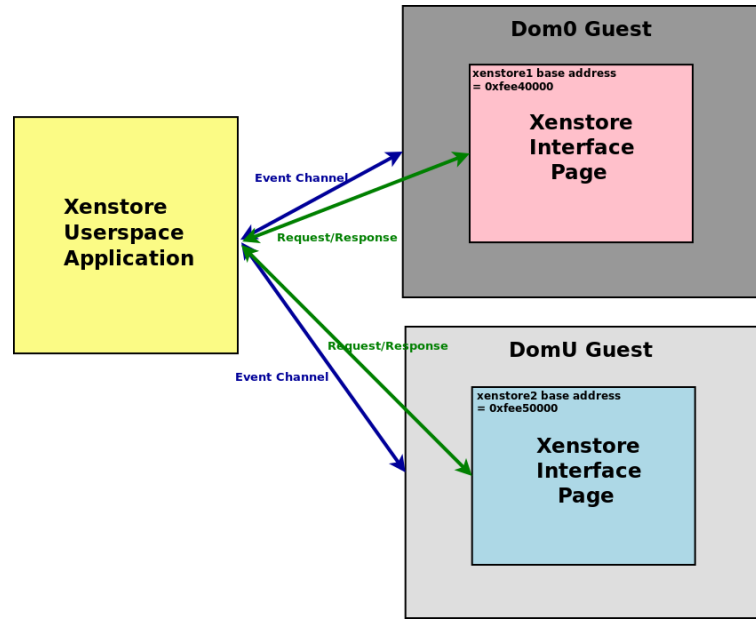 Xenstore
Userspace
Application
Event Channel
Request/Response
Request/Response
Event Channel
Dom0 Guest
xenstore1 base address
= 0xfee40000
Xenstore
Interface
Page
DomU Guest
xenstore2 base address
= 0xfee50000
Xenstore
Interface
Page